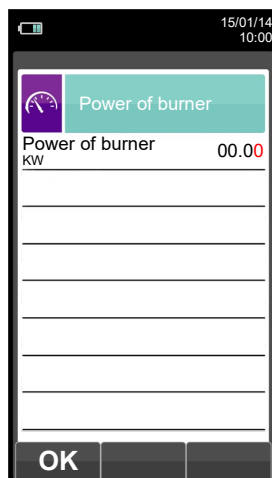 15/01/14
10:00
Power of burner
Power of burner 00.00
KW
OK